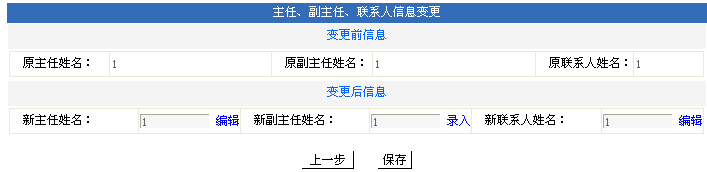 主任、副主任、联系人信息变更
变更前信息
原主任姓名： 1 原副主任姓名： 1 原联系人姓名： 1
变更后信息
新主任姓名： 1 编辑 新副主任姓名： 1 录入 新联系人姓名： 1 编辑
上一步 保存